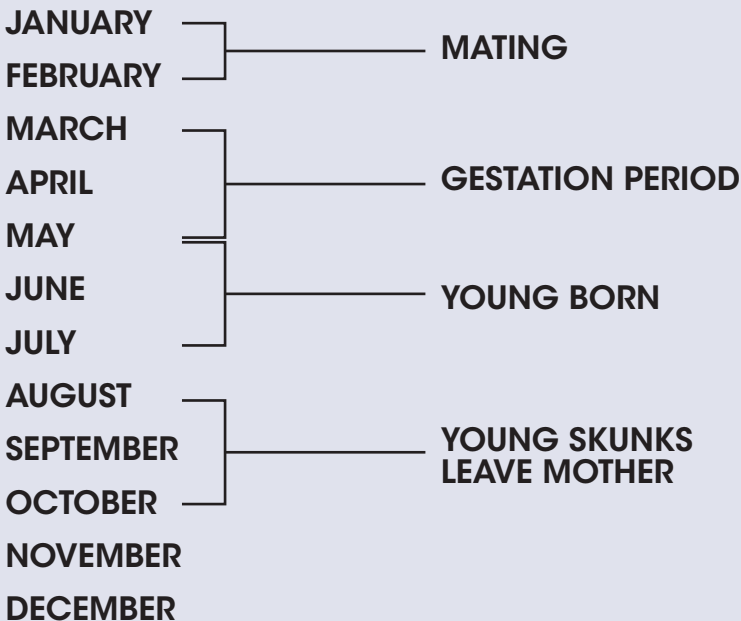 JANUARY
FEBRUARY
MATING
MARCH
APRIL
MAY
GESTATION PERIOD
JUNE
JULY
YOUNG BORN
AUGUST
SEPTEMBER
OCTOBER
YOUNG SKUNKS
LEAVE MOTHER
NOVEMBER
DECEMBER